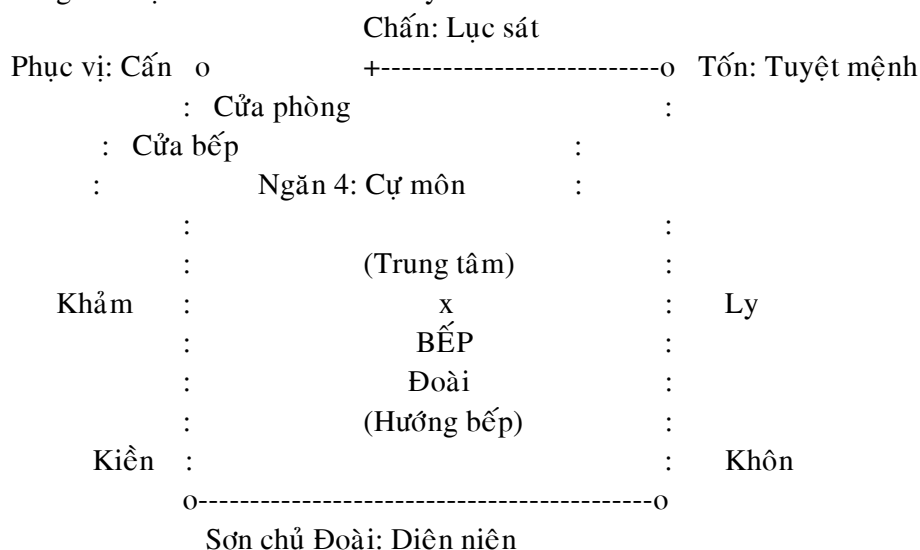 Chấn: Lục sát
Phục vị: Cấn o +---------------------------o Tốn: Tuyệt mệnh
: Cửa phòng :
: Cửa bếp :
: Ngăn 4: Cự môn :
: :
: (Trung tâm) :
Khảm : x : Ly
: BẾP :
: Đoài :
: (Hướng bếp) :
Kiền : : Khôn
o--------------------------------------------o
Sơn chủ Đoài: Diên niên